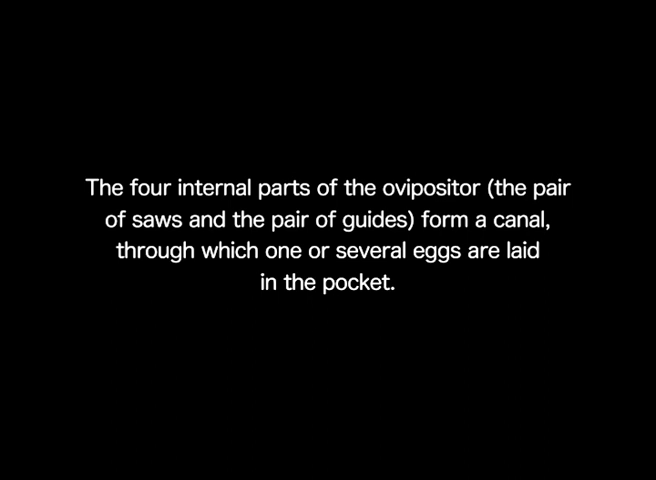 The four internal parts of the ovipositor (the pair
of saws and the pair of guides) form a canal,
through which one or several eggs are laid
in the pocket.